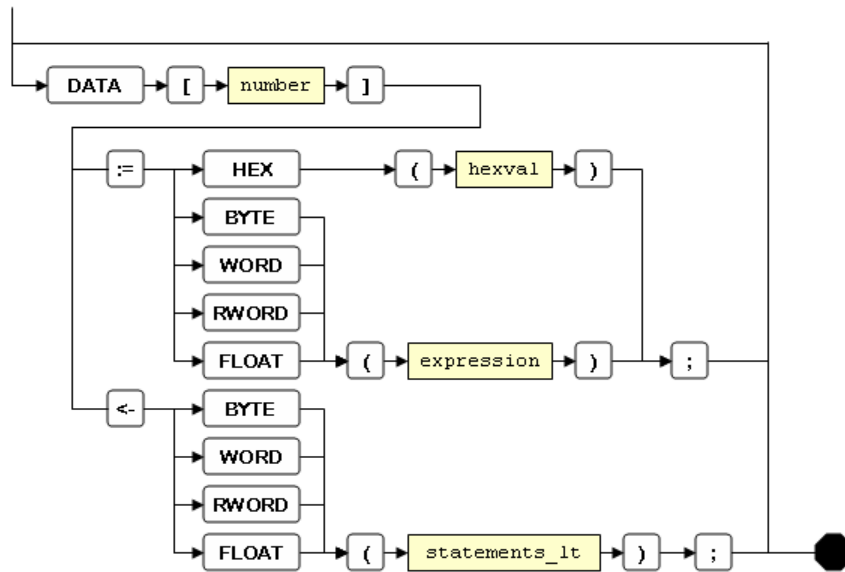 DATA [ number ]
:= HEX ( hexval )
BYTE
WORD
RWORD
FLOAT ( expression ) ;
<- BYTE
WORD
RWORD
FLOAT ( statements_lt ) ;